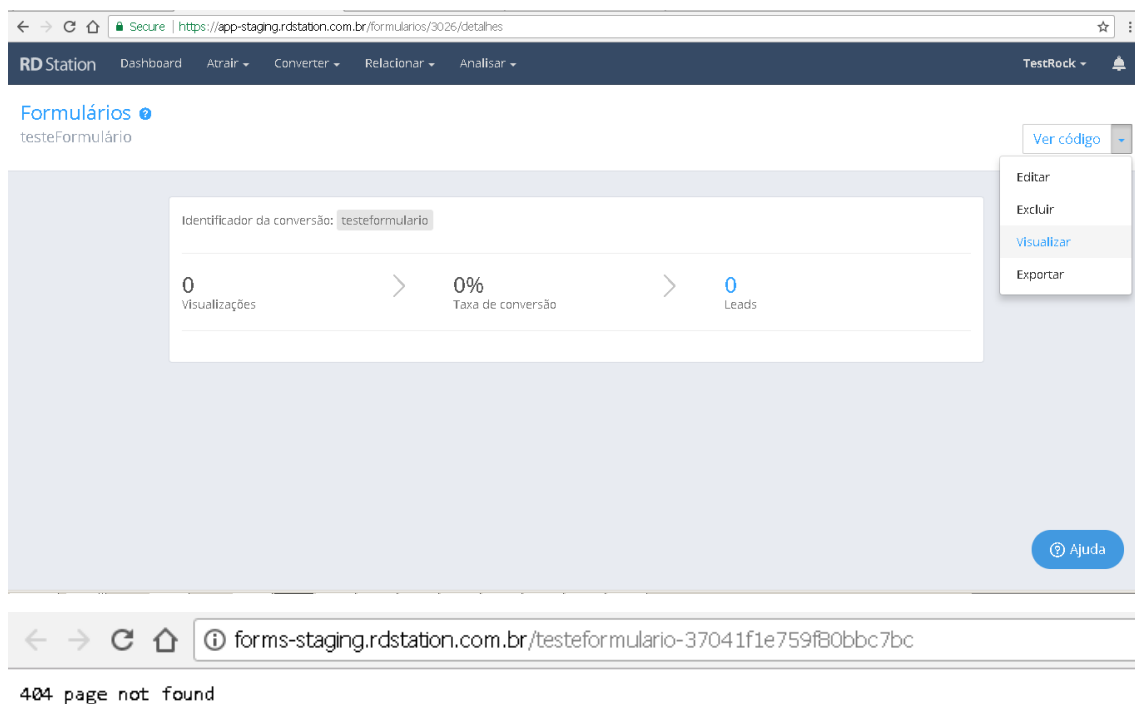 Secure | https://app-staging.rdstation.com.br/formularios/3026/detalhes
RD Station Dashboard Atrair Converter Relacionar Analisar TestRock
Formulários
testeFormulário
Ver código
Editar
Excluir
Visualizar
Exportar
Identificador da conversão: testeformulario
0 0% 0
Visualizações Taxa de conversão Leads
Ajuda
forms-staging.rdstation.com.br/testeformulario-37041f1e759f80bbc7bc
404 page not found